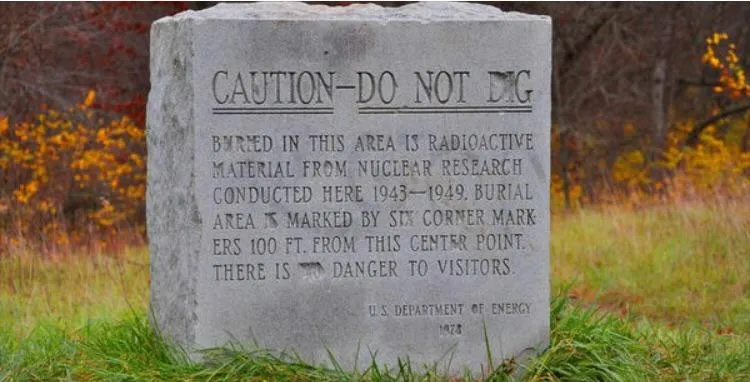 CAUTION—DO NOT DIG
BURIED IN THIS AREA IS RADIOACTIVE
MATERIAL FROM NUCLEAR RESEARCH
CONDUCTED HERE 1943—1949. BURIAL
AREA IS MARKED BY SIX CORNER MARK
ERS 100 FT. FROM THIS CENTER POINT.
THERE IS NO DANGER TO VISITORS.
U.S. DEPARTMENT OF ENERGY
1978